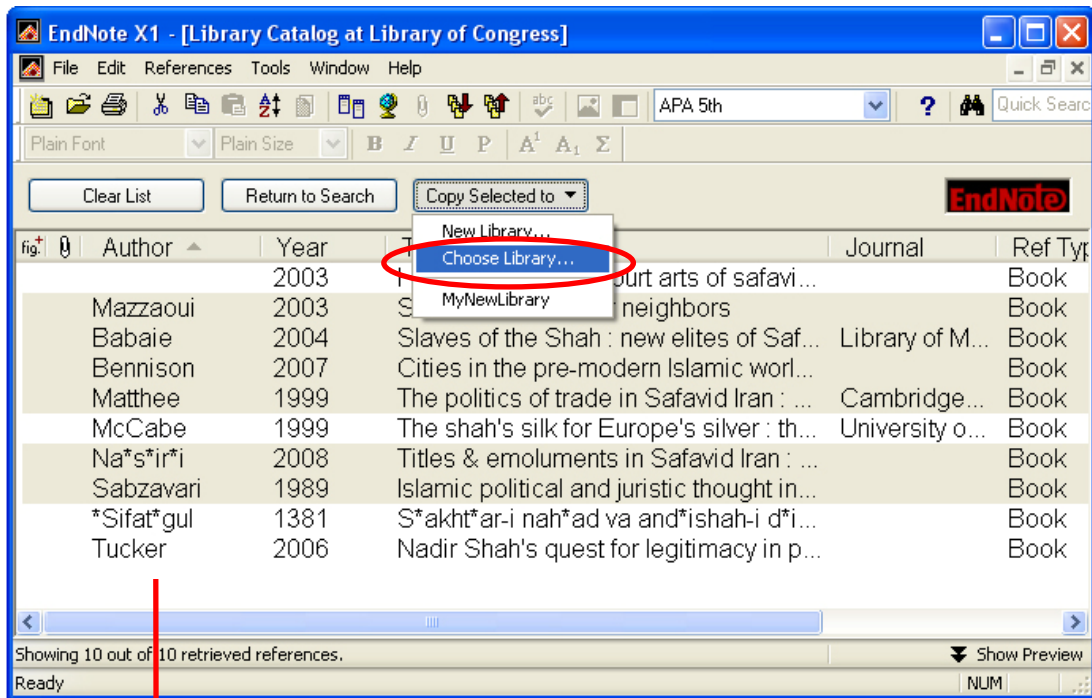 EndNote X1 - [Library Catalog at Library of Congress]
File Edit References Tools Window Help
APA 5th ? Quick Searc
Plain Font Plain Size B I U P A¹ A₁ Σ
Clear List Return to Search Copy Selected to EndNote
New Library...
Choose Library...
MyNewLibrary
fig. Author Year Journal Ref Typ
2003 urt arts of safavi... Book
Mazzaoui 2003 neighbors Book
Babaie 2004 Slaves of the Shah : new elites of Saf... Library of M... Book
Bennison 2007 Cities in the pre-modern Islamic worl... Book
Matthee 1999 The politics of trade in Safavid Iran : ... Cambridge... Book
McCabe 1999 The shah's silk for Europe's silver : th... University o... Book
Na*s*ir*i 2008 Titles & emoluments in Safavid Iran : ... Book
Sabzavari 1989 Islamic political and juristic thought in... Book
*Sifat*gul 1381 S*akht*ar-i nah*ad va and*ishah-i d*i... Book
Tucker 2006 Nadir Shah's quest for legitimacy in p... Book
Showing 10 out of 10 retrieved references. Show Preview
Ready NUM